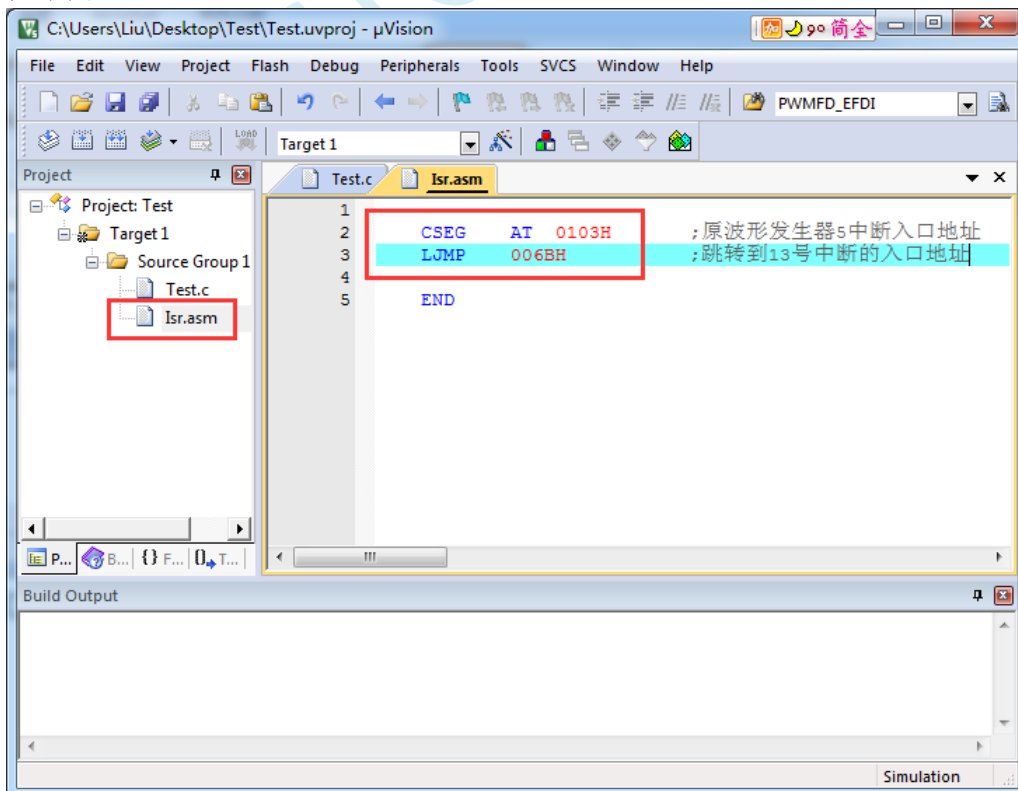 C:\Users\Liu\Desktop\Test\Test.uvproj - µVision
简全
File Edit View Project Flash Debug Peripherals Tools SVCS Window Help
PWMFD_EFDI
LOAD Target 1
Project
Test.c Isr.asm
Project: Test
Target 1
Source Group 1
Test.c
Isr.asm
1
2 CSEG AT 0103H ;原波形发生器5中断入口地址
3 LJMP 006BH ;跳转到13号中断的入口地址
4
5 END
P... B... {} F... 0→ T...
Build Output
Simulation